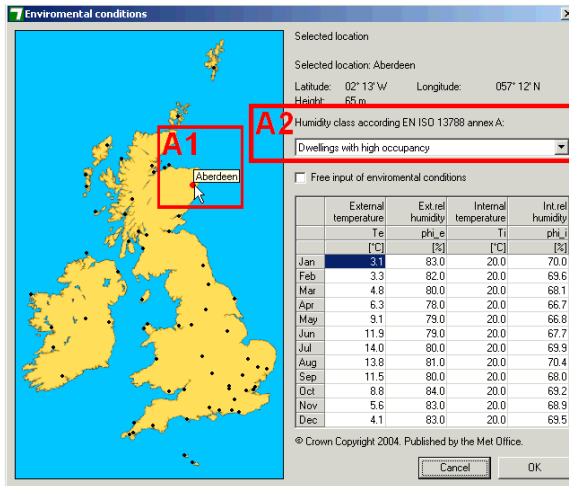 Enviromental conditions
Selected location
Selected location: Aberdeen
Latitude: 02° 13' W Longitude: 057° 12' N
Height: 65 m
A2
Humidity class according EN ISO 13788 annex A:
A1
Dwellings with high occupancy
Aberdeen
Free input of enviromental conditions
External temperature Ext.rel humidity Internal temperature Int.rel humidity
Te phi_e Ti phi_i
[°C] [%] [°C] [%]
Jan 3.1 83.0 20.0 70.0
Feb 3.3 82.0 20.0 69.6
Mar 4.8 80.0 20.0 68.1
Apr 6.3 78.0 20.0 66.7
May 9.1 79.0 20.0 66.8
Jun 11.9 79.0 20.0 67.7
Jul 14.0 80.0 20.0 69.9
Aug 13.8 81.0 20.0 70.4
Sep 11.5 80.0 20.0 68.0
Oct 8.8 84.0 20.0 69.2
Nov 5.6 83.0 20.0 68.9
Dec 4.1 83.0 20.0 69.5
© Crown Copyright 2004. Published by the Met Office.
Cancel OK